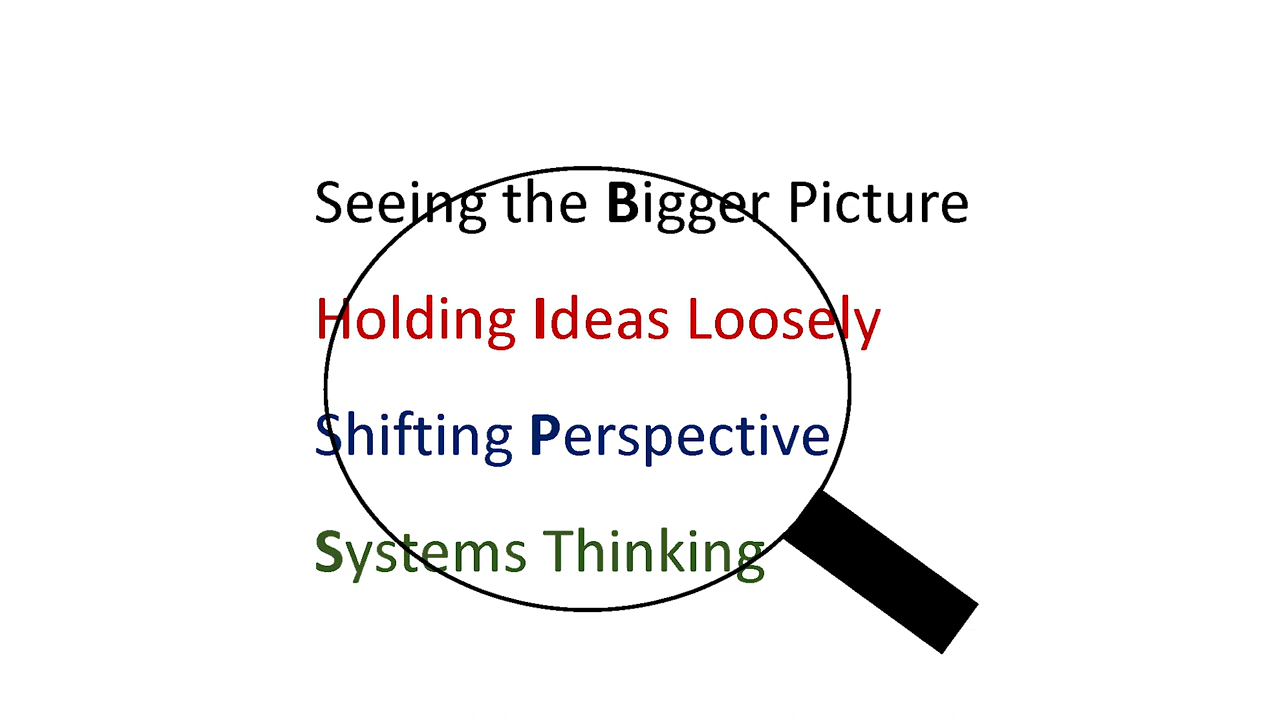 Seeing the Bigger Picture
Holding Ideas Loosely
Shifting Perspective
Systems Thinking